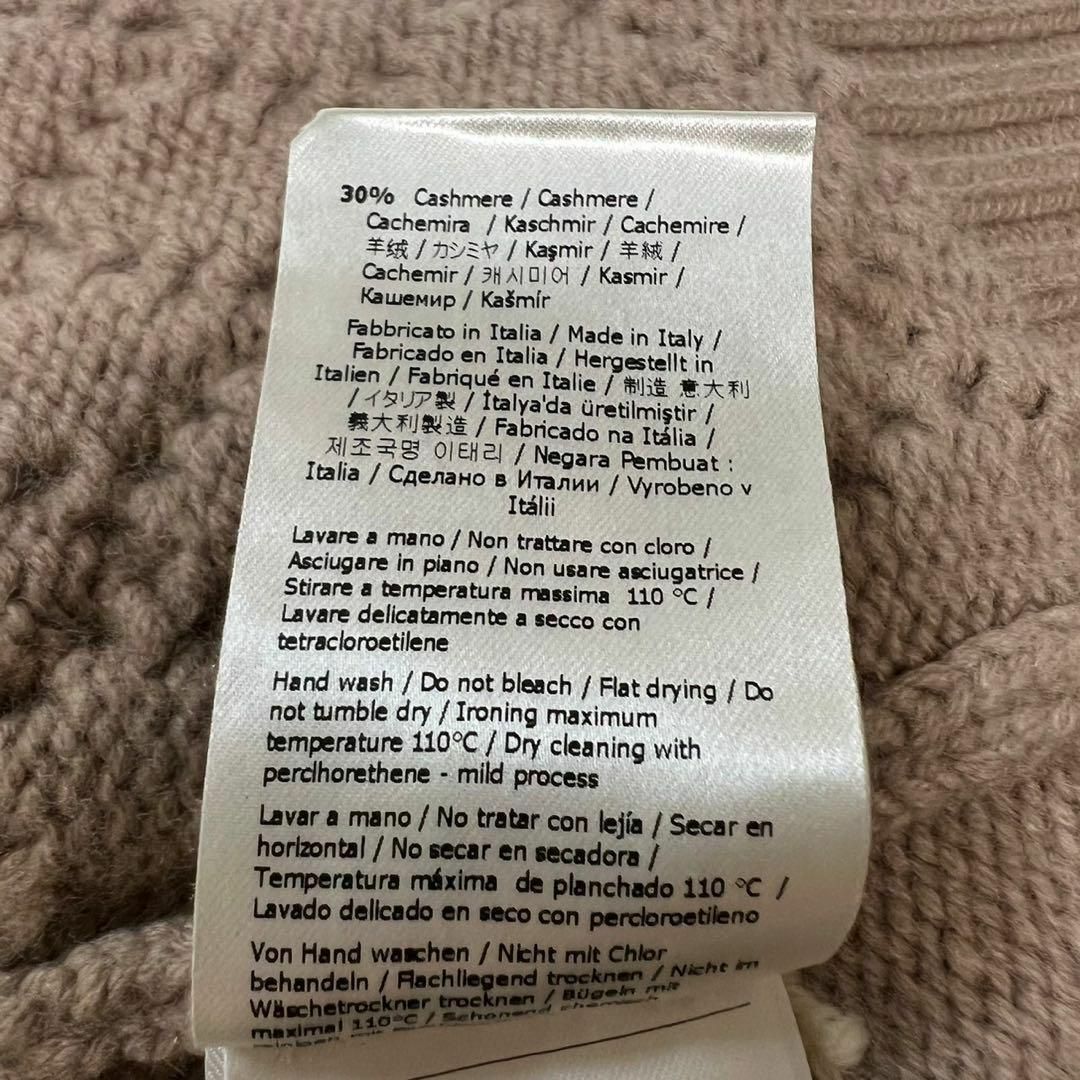 30% Cashmere / Cashmere /
Cachemira / Kaschmir / Cachemire /
羊绒 / カシミヤ / Kaşmir / 羊絨 /
Cachemir / 캐시미어 / Kasmir /
Кашемир / Kašmír
Fabbricato in Italia / Made in Italy /
Fabricado en Italia / Hergestellt in
Italien / Fabriqué en Italie / 制造 意大利
/ イタリア製 / İtalya'da üretilmiştir /
義大利製造 / Fabricado na Itália /
제조국명 이태리 / Negara Pembuat :
Italia / Сделано в Италии / Vyrobeno v
Itálii
Lavare a mano / Non trattare con cloro /
Asciugare in piano / Non usare asciugatrice /
Stirare a temperatura massima 110 °C /
Lavare delicatamente a secco con
tetracloroetilene
Hand wash / Do not bleach / Flat drying / Do
not tumble dry / Ironing maximum
temperature 110°C / Dry cleaning with
perclhorethene - mild process
Lavar a mano / No tratar con lejía / Secar en
horizontal / No secar en secadora /
Temperatura máxima de planchado 110 °C /
Lavado delicado en seco con percloroetileno
Von Hand waschen / Nicht mit Chlor
behandeln / Flachliegend trocknen / Nicht im
Wäschetrockner trocknen / Bügeln mit
maximal 110°C / Schonend chemisch